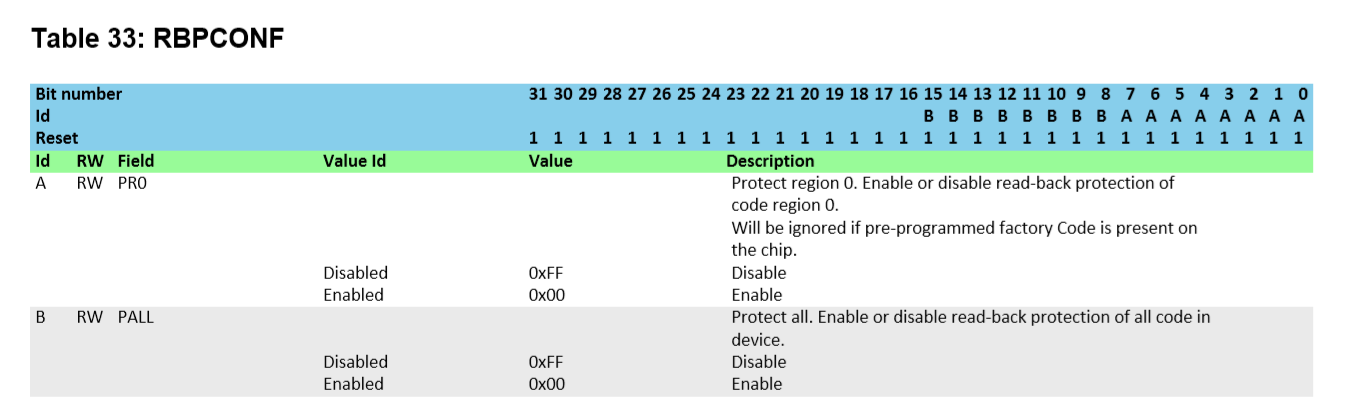 Table 33: RBPCONF
Bit number 31 30 29 28 27 26 25 24 23 22 21 20 19 18 17 16 15 14 13 12 11 10 9 8 7 6 5 4 3 2 1 0
Id B B B B B B B B A A A A A A A A
Reset 1 1 1 1 1 1 1 1 1 1 1 1 1 1 1 1 1 1 1 1 1 1 1 1 1 1 1 1 1 1 1 1
Id RW Field Value Id Value Description
A RW PR0 Protect region 0. Enable or disable read-back protection of
code region 0.
Will be ignored if pre-programmed factory Code is present on
the chip.
Disabled 0xFF Disable
Enabled 0x00 Enable
B RW PALL Protect all. Enable or disable read-back protection of all code in
device.
Disabled 0xFF Disable
Enabled 0x00 Enable